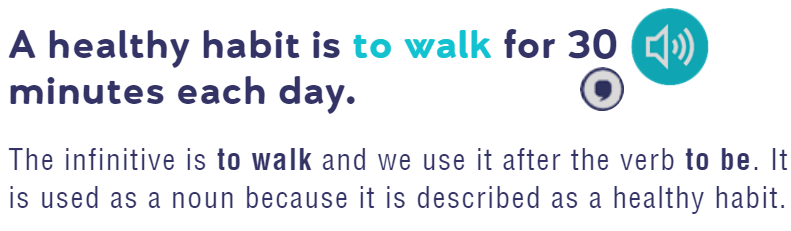 A healthy habit is to walk for 30
minutes each day.
The infinitive is to walk and we use it after the verb to be. It
is used as a noun because it is described as a healthy habit.